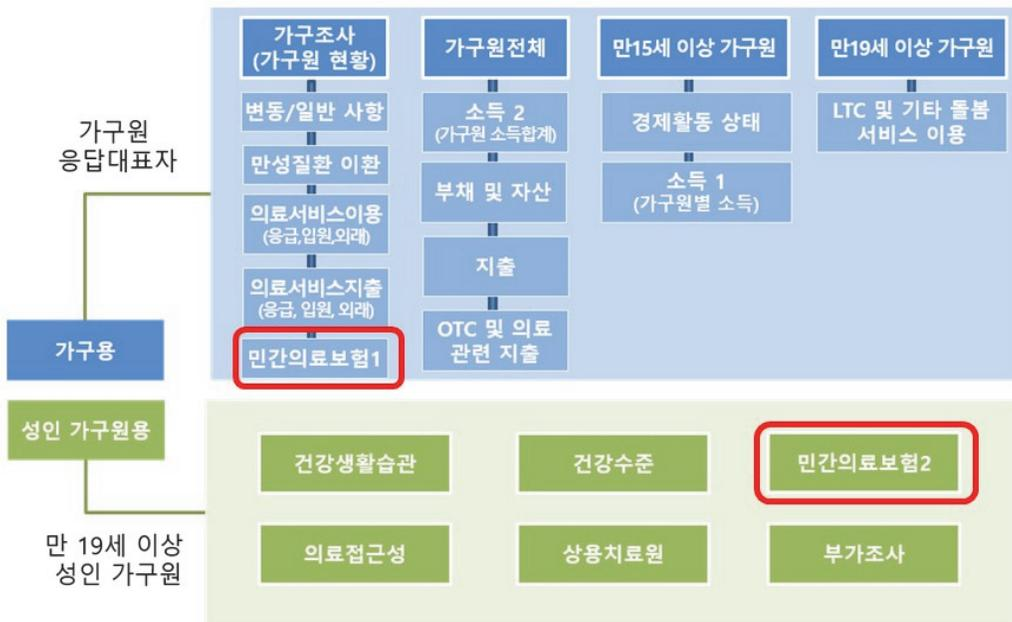 가구원
응답대표자
가구용
성인 가구원용
만 19세 이상
성인 가구원
가구조사
(가구원 현황)
변동/일반 사항
만성질환 이환
의료서비스이용
(응급,입원,외래)
의료서비스지출
(응급, 입원, 외래)
민간의료보험1
가구원전체
소득 2
(가구원 소득합계)
부채 및 자산
지출
OTC 및 의료
관련 지출
만15세 이상 가구원
경제활동 상태
소득 1
(가구원별 소득)
만19세 이상 가구원
LTC 및 기타 돌봄
서비스 이용
건강생활습관
건강수준
민간의료보험2
의료접근성
상용치료원
부가조사